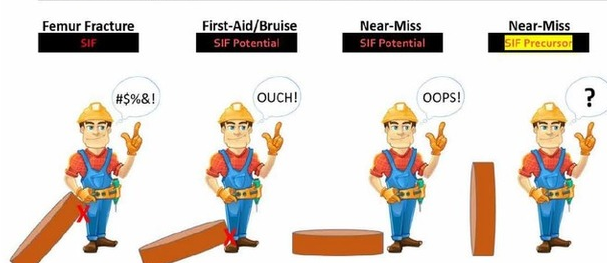 Femur Fracture
SIF
#$%&!
First-Aid/Bruise
SIF Potential
OUCH!
Near-Miss
SIF Potential
OOPS!
Near-Miss
SIF Precursor
?
X
X